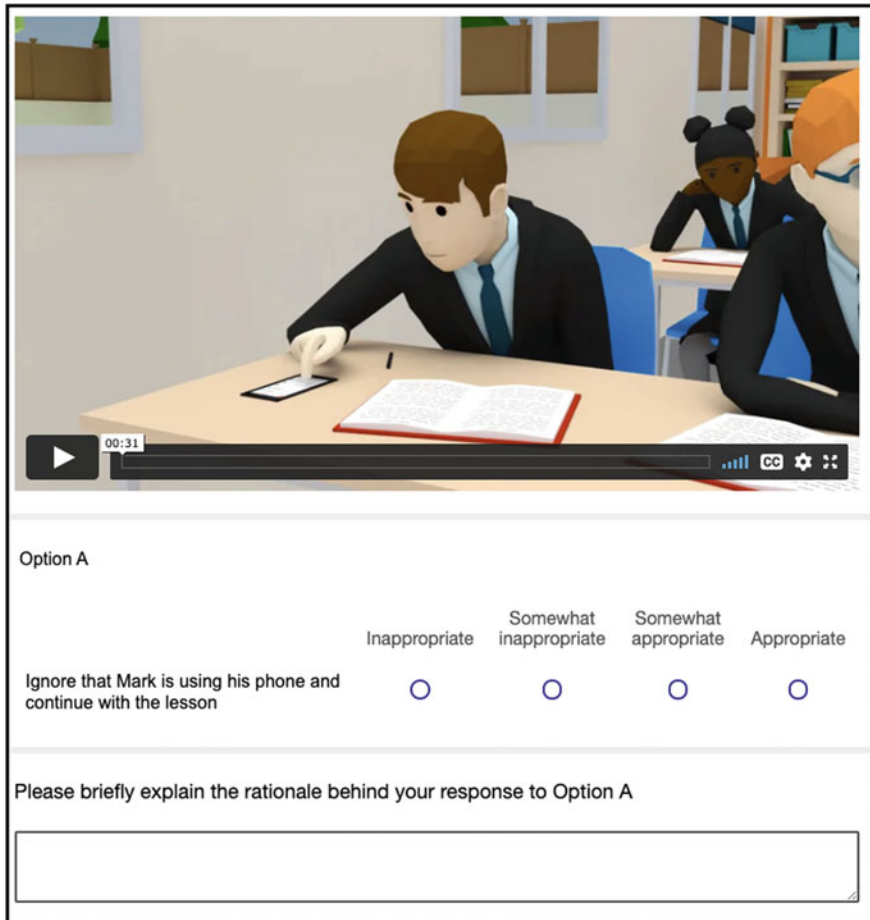 00:31
CC
Option A
Inappropriate
Somewhat
inappropriate
Somewhat
appropriate
Appropriate
Ignore that Mark is using his phone and
continue with the lesson
Please briefly explain the rationale behind your response to Option A